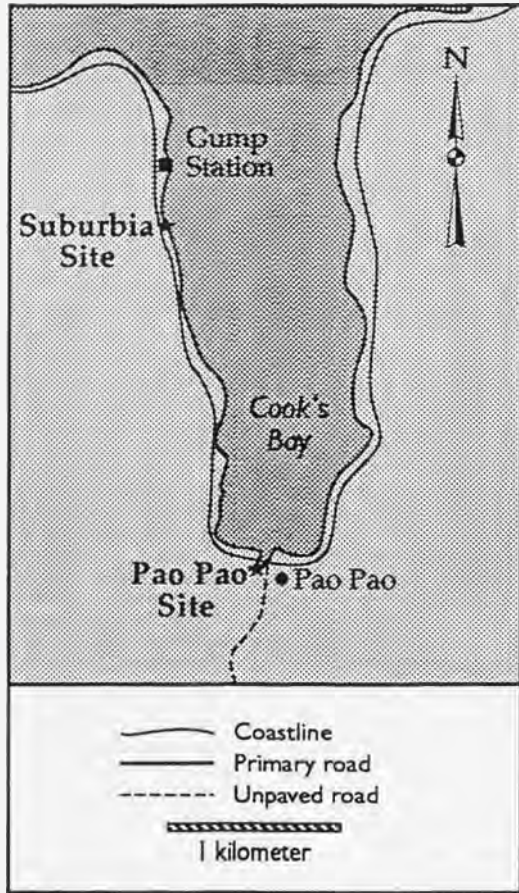 N
Gump
Station
Suburbia
Site
Cook's
Bay
Pao Pao
Site
Pao Pao
Coastline
Primary road
Unpaved road
1 kilometer